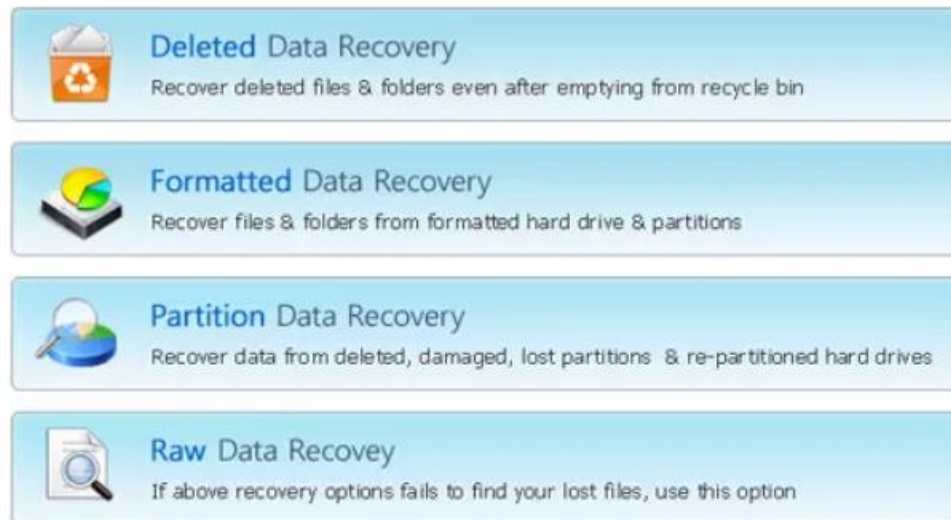 Deleted Data Recovery
Recover deleted files & folders even after emptying from recycle bin
Formatted Data Recovery
Recover files & folders from formatted hard drive & partitions
Partition Data Recovery
Recover data from deleted, damaged, lost partitions & re-partitioned hard drives
Raw Data Recovey
If above recovery options fails to find your lost files, use this option